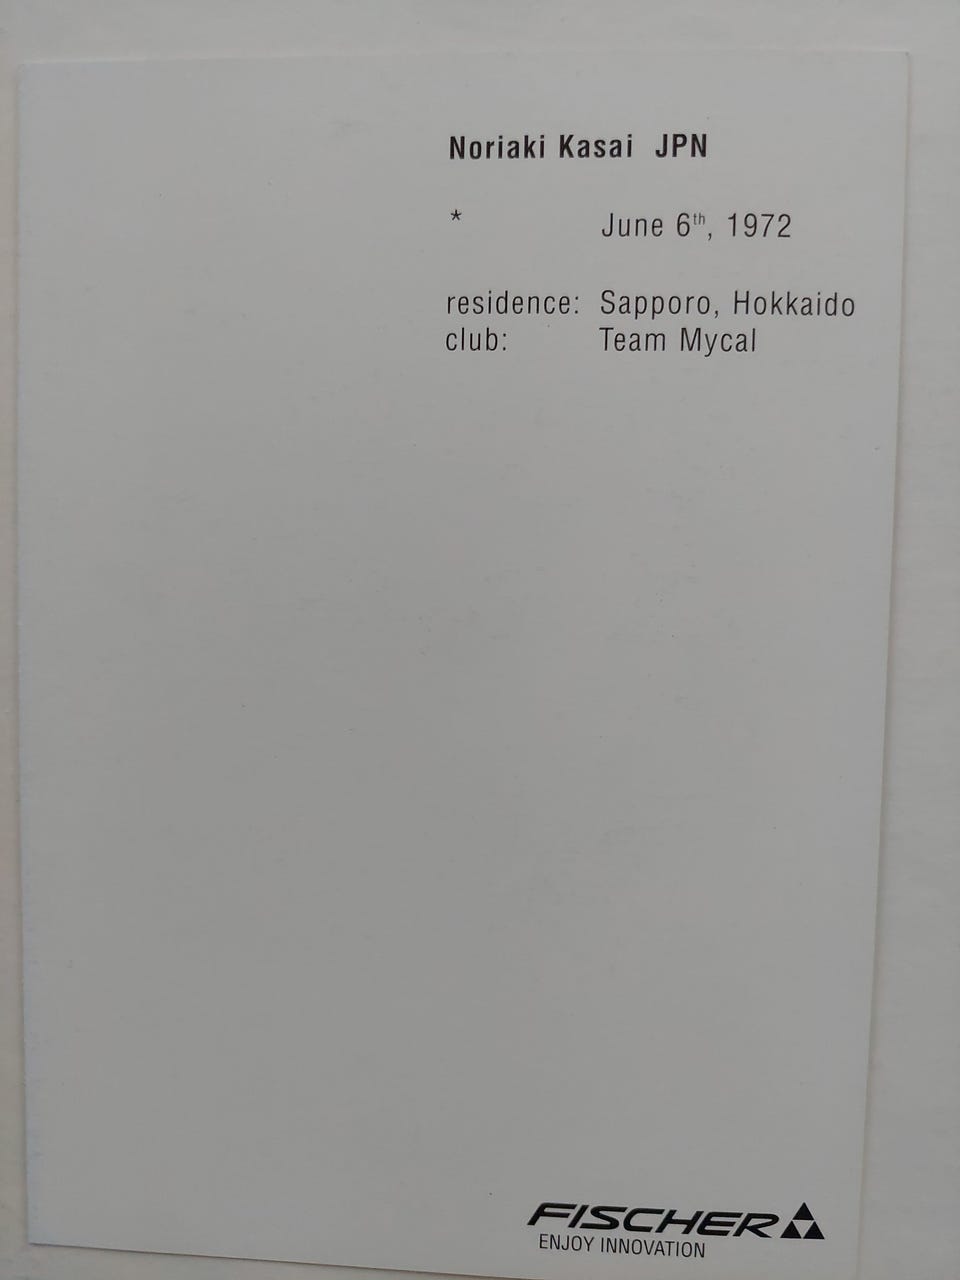 Noriaki Kasai JPN
* June 6th, 1972
residence: Sapporo, Hokkaido
club: Team Mycal
FISCHER
ENJOY INNOVATION